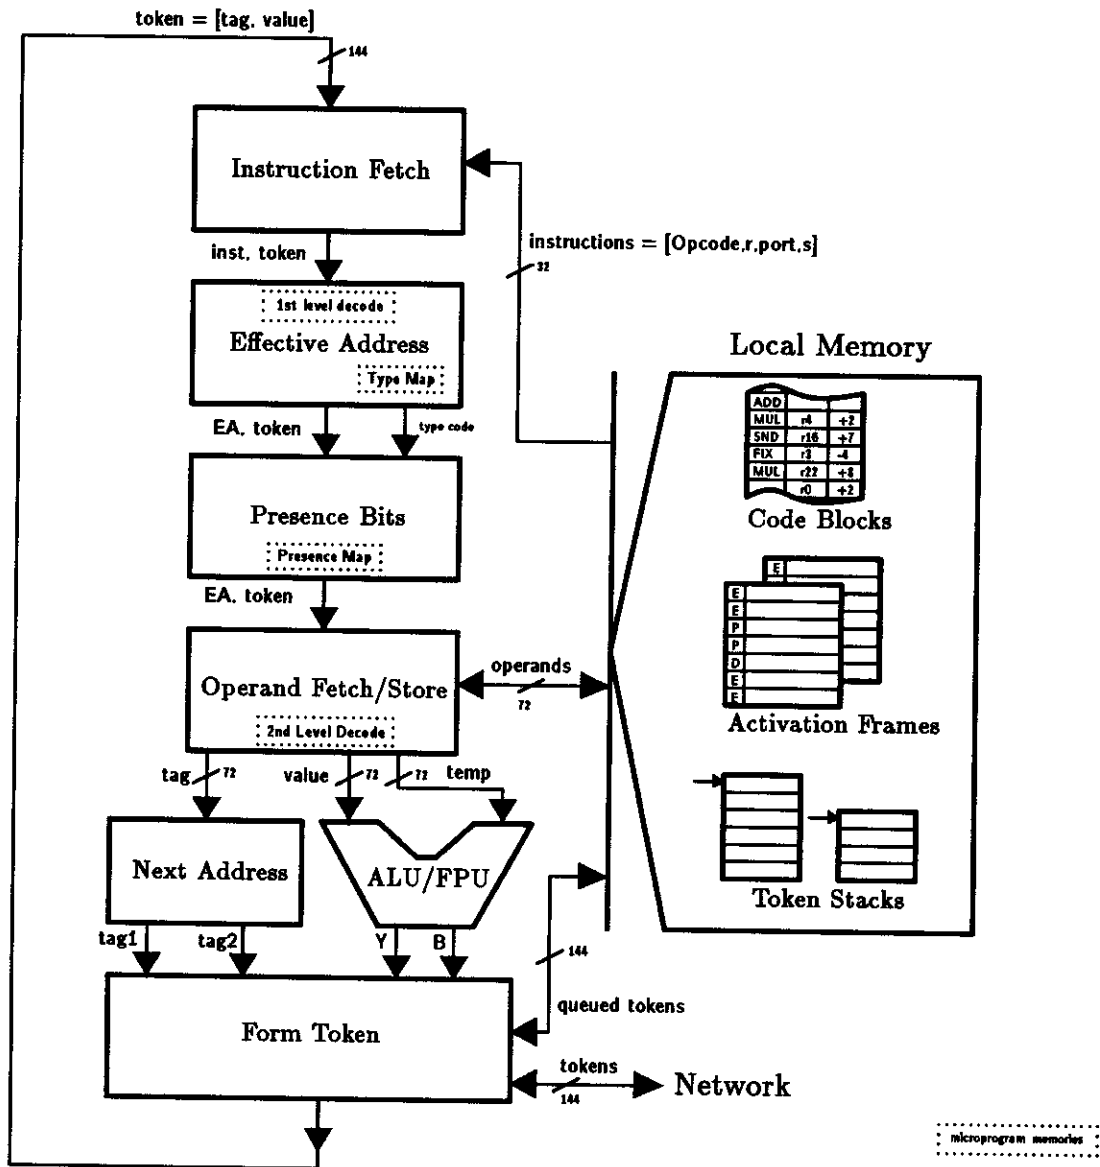 token = [tag, value]
144
Instruction Fetch
inst, token
instructions = [Opcode,r,port,s]
32
1st level decode
Effective Address
Type Map
EA, token
type code
Presence Bits
Presence Map
EA, token
Operand Fetch/Store
2nd Level Decode
operands
72
tag
72
value
72
72
temp
Next Address
ALU/FPU
tag1
tag2
Y
B
Form Token
144
queued tokens
tokens
144
Network
Local Memory
ADD
MUL r4 +2
SND r16 +7
FIX r3 -4
MUL r22 +8
r0 +2
Code Blocks
E
E
E
P
P
D
E
E
Activation Frames
Token Stacks
microprogram memories